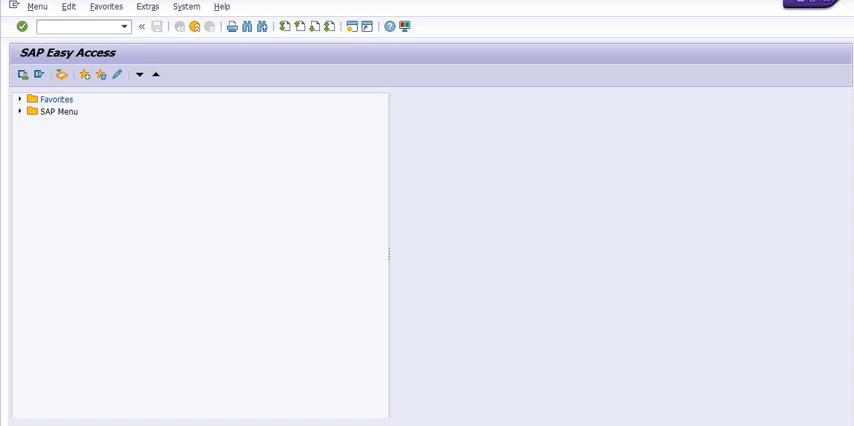 Menu Edit Favorites Extras System Help
SAP Easy Access
Favorites
SAP Menu